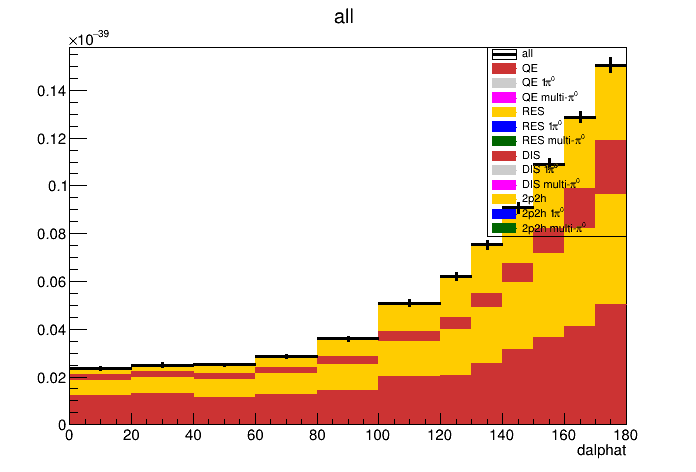 all
×10⁻³⁹
all
QE
QE 1π⁰
QE multi-π⁰
RES
RES 1π⁰
RES multi-π⁰
DIS
DIS 1π⁰
DIS multi-π⁰
2p2h
2p2h 1π⁰
2p2h multi-π⁰
0.14
0.12
0.1
0.08
0.06
0.04
0.02
0
0 20 40 60 80 100 120 140 160 180
dalphat